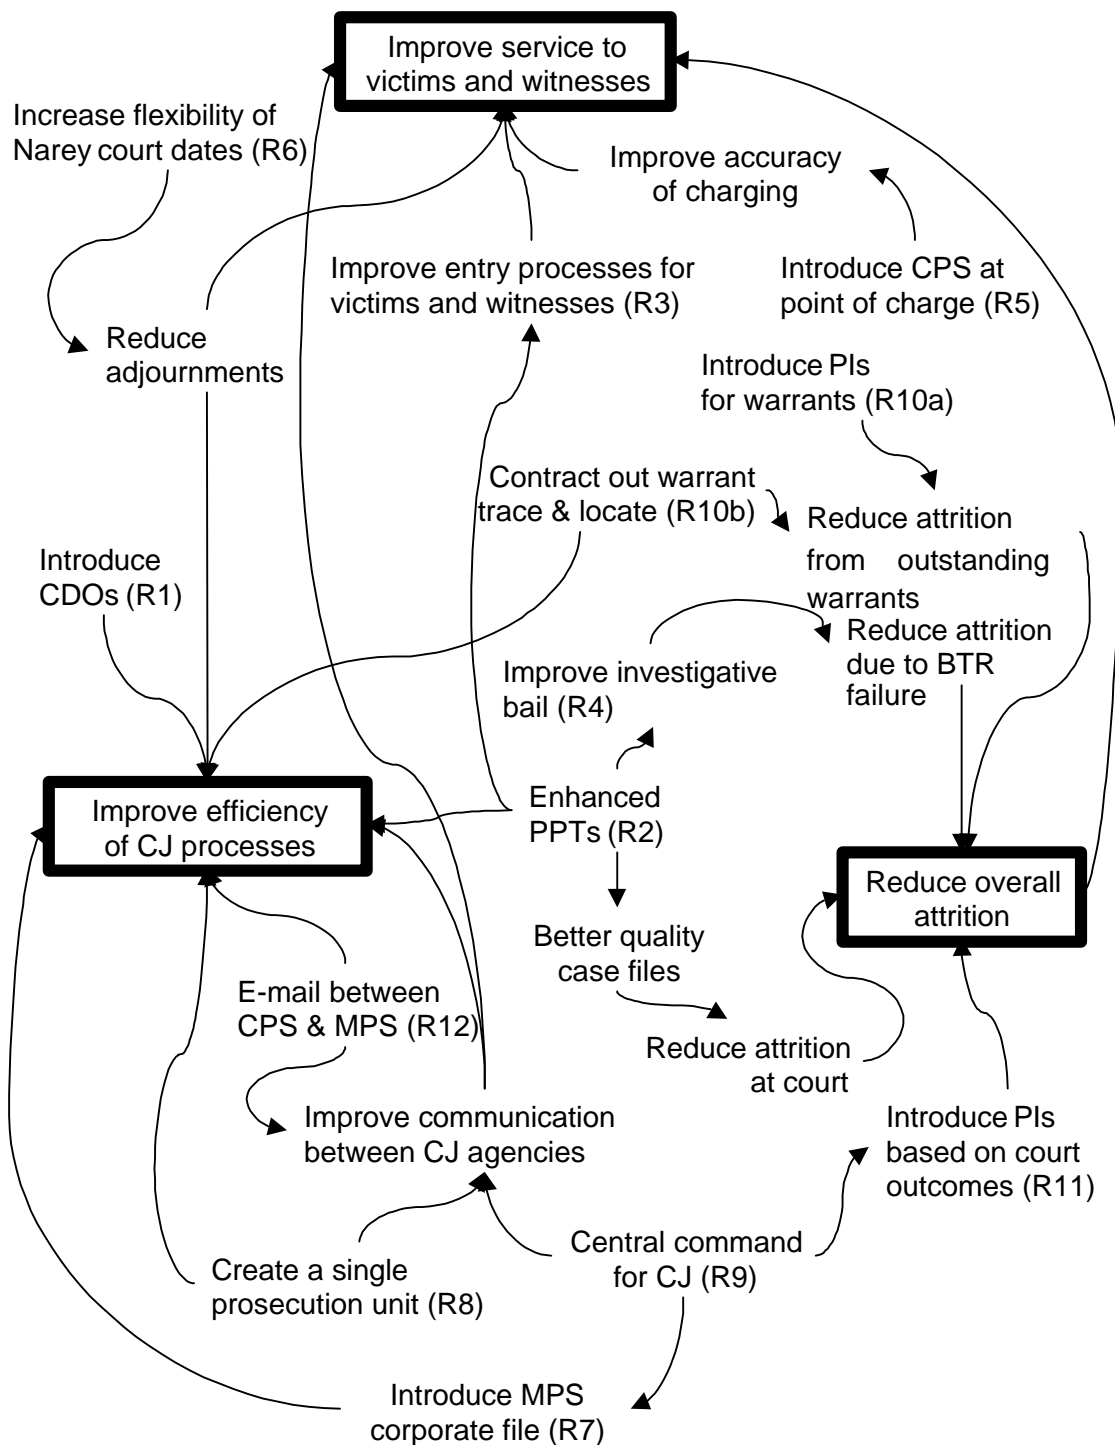 Improve service to
victims and witnesses
Increase flexibility of
Narey court dates (R6)
Improve accuracy
of charging
Improve entry processes for
victims and witnesses (R3)
Introduce CPS at
point of charge (R5)
Reduce
adjournments
Introduce PIs
for warrants (R10a)
Contract out warrant
trace & locate (R10b)
Reduce attrition
from outstanding
warrants
Introduce
CDOs (R1)
Reduce attrition
due to BTR
failure
Improve investigative
bail (R4)
Improve efficiency
of CJ processes
Enhanced
PPTs (R2)
Reduce overall
attrition
Better quality
case files
E-mail between
CPS & MPS (R12)
Reduce attrition
at court
Improve communication
between CJ agencies
Introduce PIs
based on court
outcomes (R11)
Central command
for CJ (R9)
Create a single
prosecution unit (R8)
Introduce MPS
corporate file (R7)